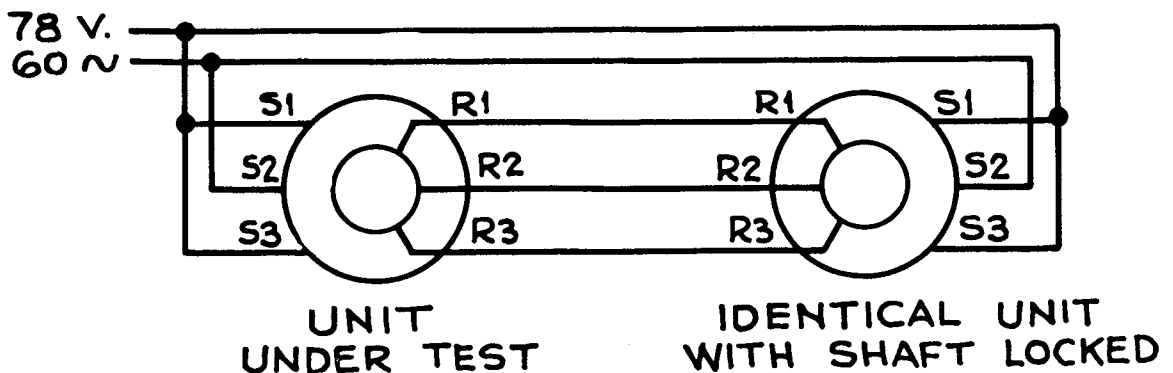 78 V.
60 ~
S1 R1 R1 S1
S2 R2 R2 S2
S3 R3 R3 S3
UNIT
UNDER TEST
IDENTICAL UNIT
WITH SHAFT LOCKED